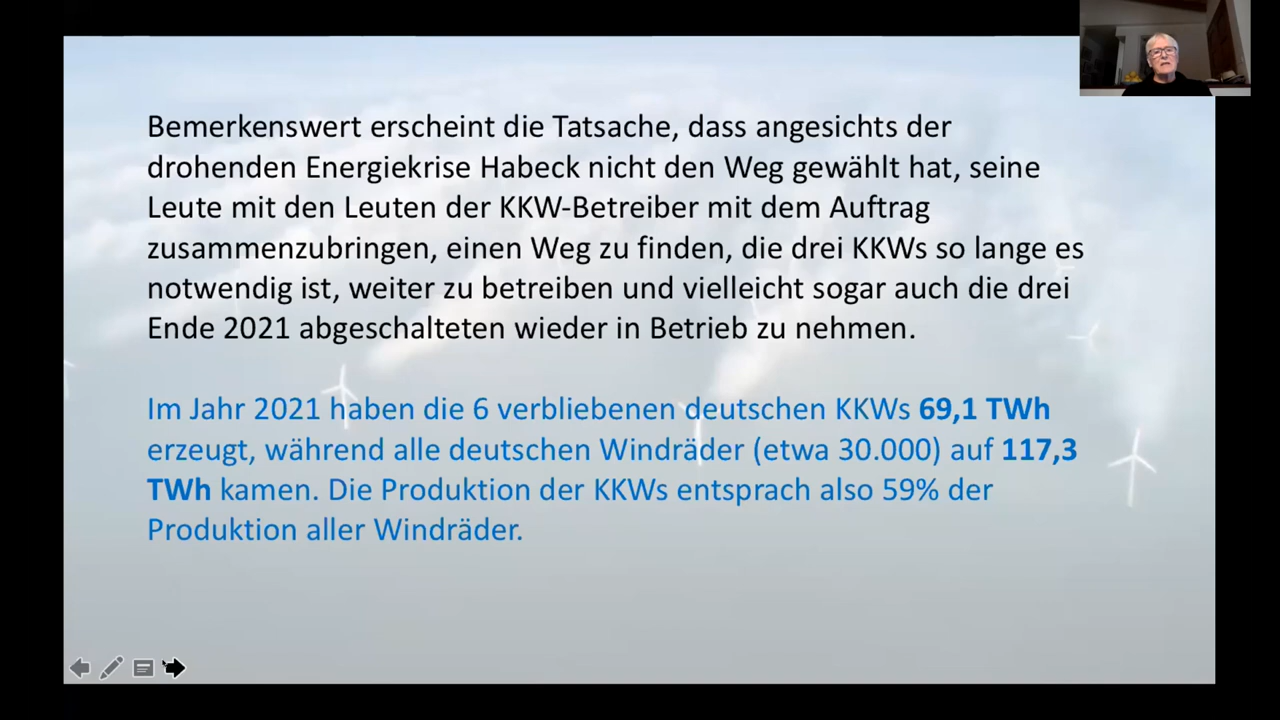 Bemerkenswert erscheint die Tatsache, dass angesichts der
drohenden Energiekrise Habeck nicht den Weg gewählt hat, seine
Leute mit den Leuten der KKW-Betreiber mit dem Auftrag
zusammenzubringen, einen Weg zu finden, die drei KKWs so lange es
notwendig ist, weiter zu betreiben und vielleicht sogar auch die drei
Ende 2021 abgeschalteten wieder in Betrieb zu nehmen.
Im Jahr 2021 haben die 6 verbliebenen deutschen KKWs 69,1 TWh
erzeugt, während alle deutschen Windräder (etwa 30.000) auf 117,3
TWh kamen. Die Produktion der KKWs entsprach also 59% der
Produktion aller Windräder.